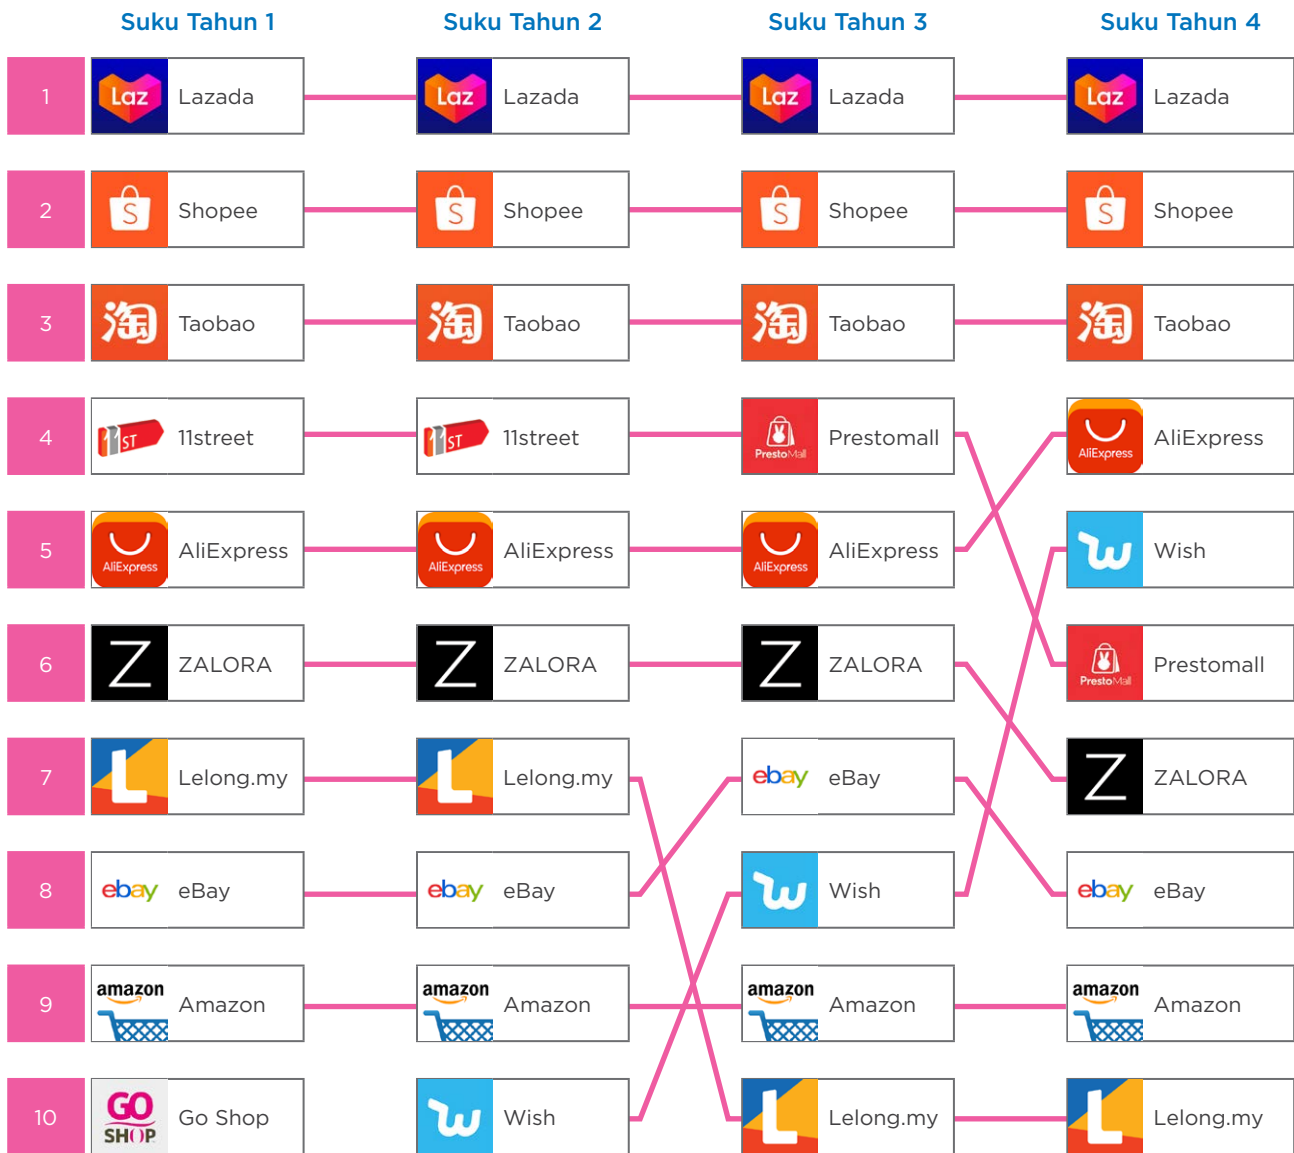 Suku Tahun 1 Suku Tahun 2 Suku Tahun 3 Suku Tahun 4
1 Laz Lazada Laz Lazada Laz Lazada Laz Lazada
2 S Shopee S Shopee S Shopee S Shopee
3 淘 Taobao 淘 Taobao 淘 Taobao 淘 Taobao
4 11ST 11street 11ST 11street PrestoMall Prestomall AliExpress AliExpress
5 AliExpress AliExpress AliExpress AliExpress AliExpress AliExpress w Wish
6 Z ZALORA Z ZALORA Z ZALORA PrestoMall Prestomall
7 L Lelong.my L Lelong.my ebay eBay Z ZALORA
8 ebay eBay ebay eBay w Wish ebay eBay
9 amazon Amazon amazon Amazon amazon Amazon amazon Amazon
10 GO SHOP Go Shop w Wish L Lelong.my L Lelong.my